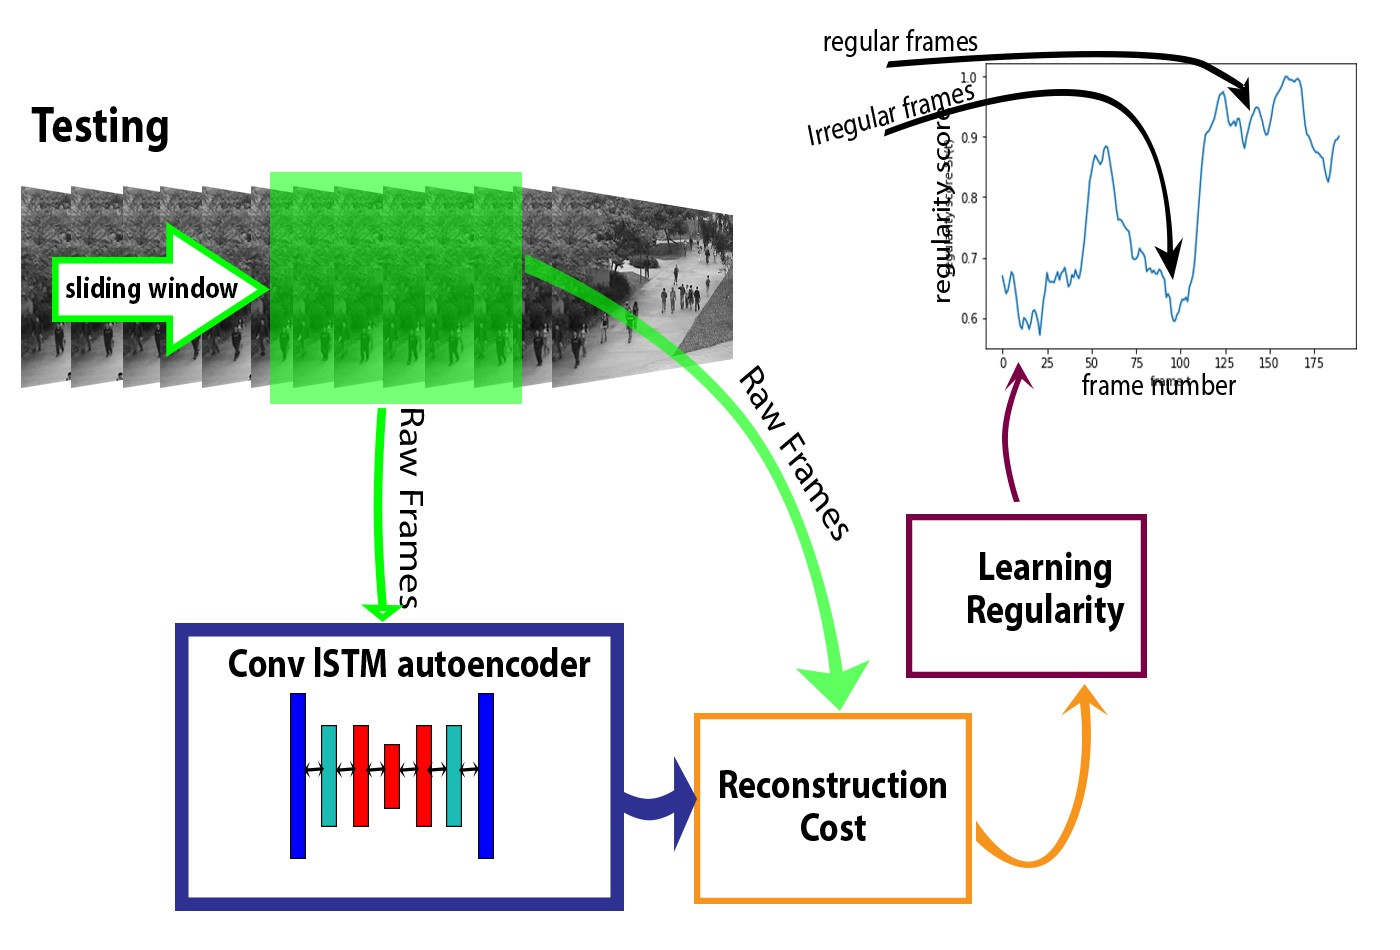 regular frames
Irregular frames
Testing
sliding window
regularity score
1.0
0.9
0.8
0.7
0.6
0 25 50 75 100 125 150 175
frame number
Raw Frames
Raw Frames
Learning
Regularity
Conv lSTM autoencoder
Reconstruction
Cost